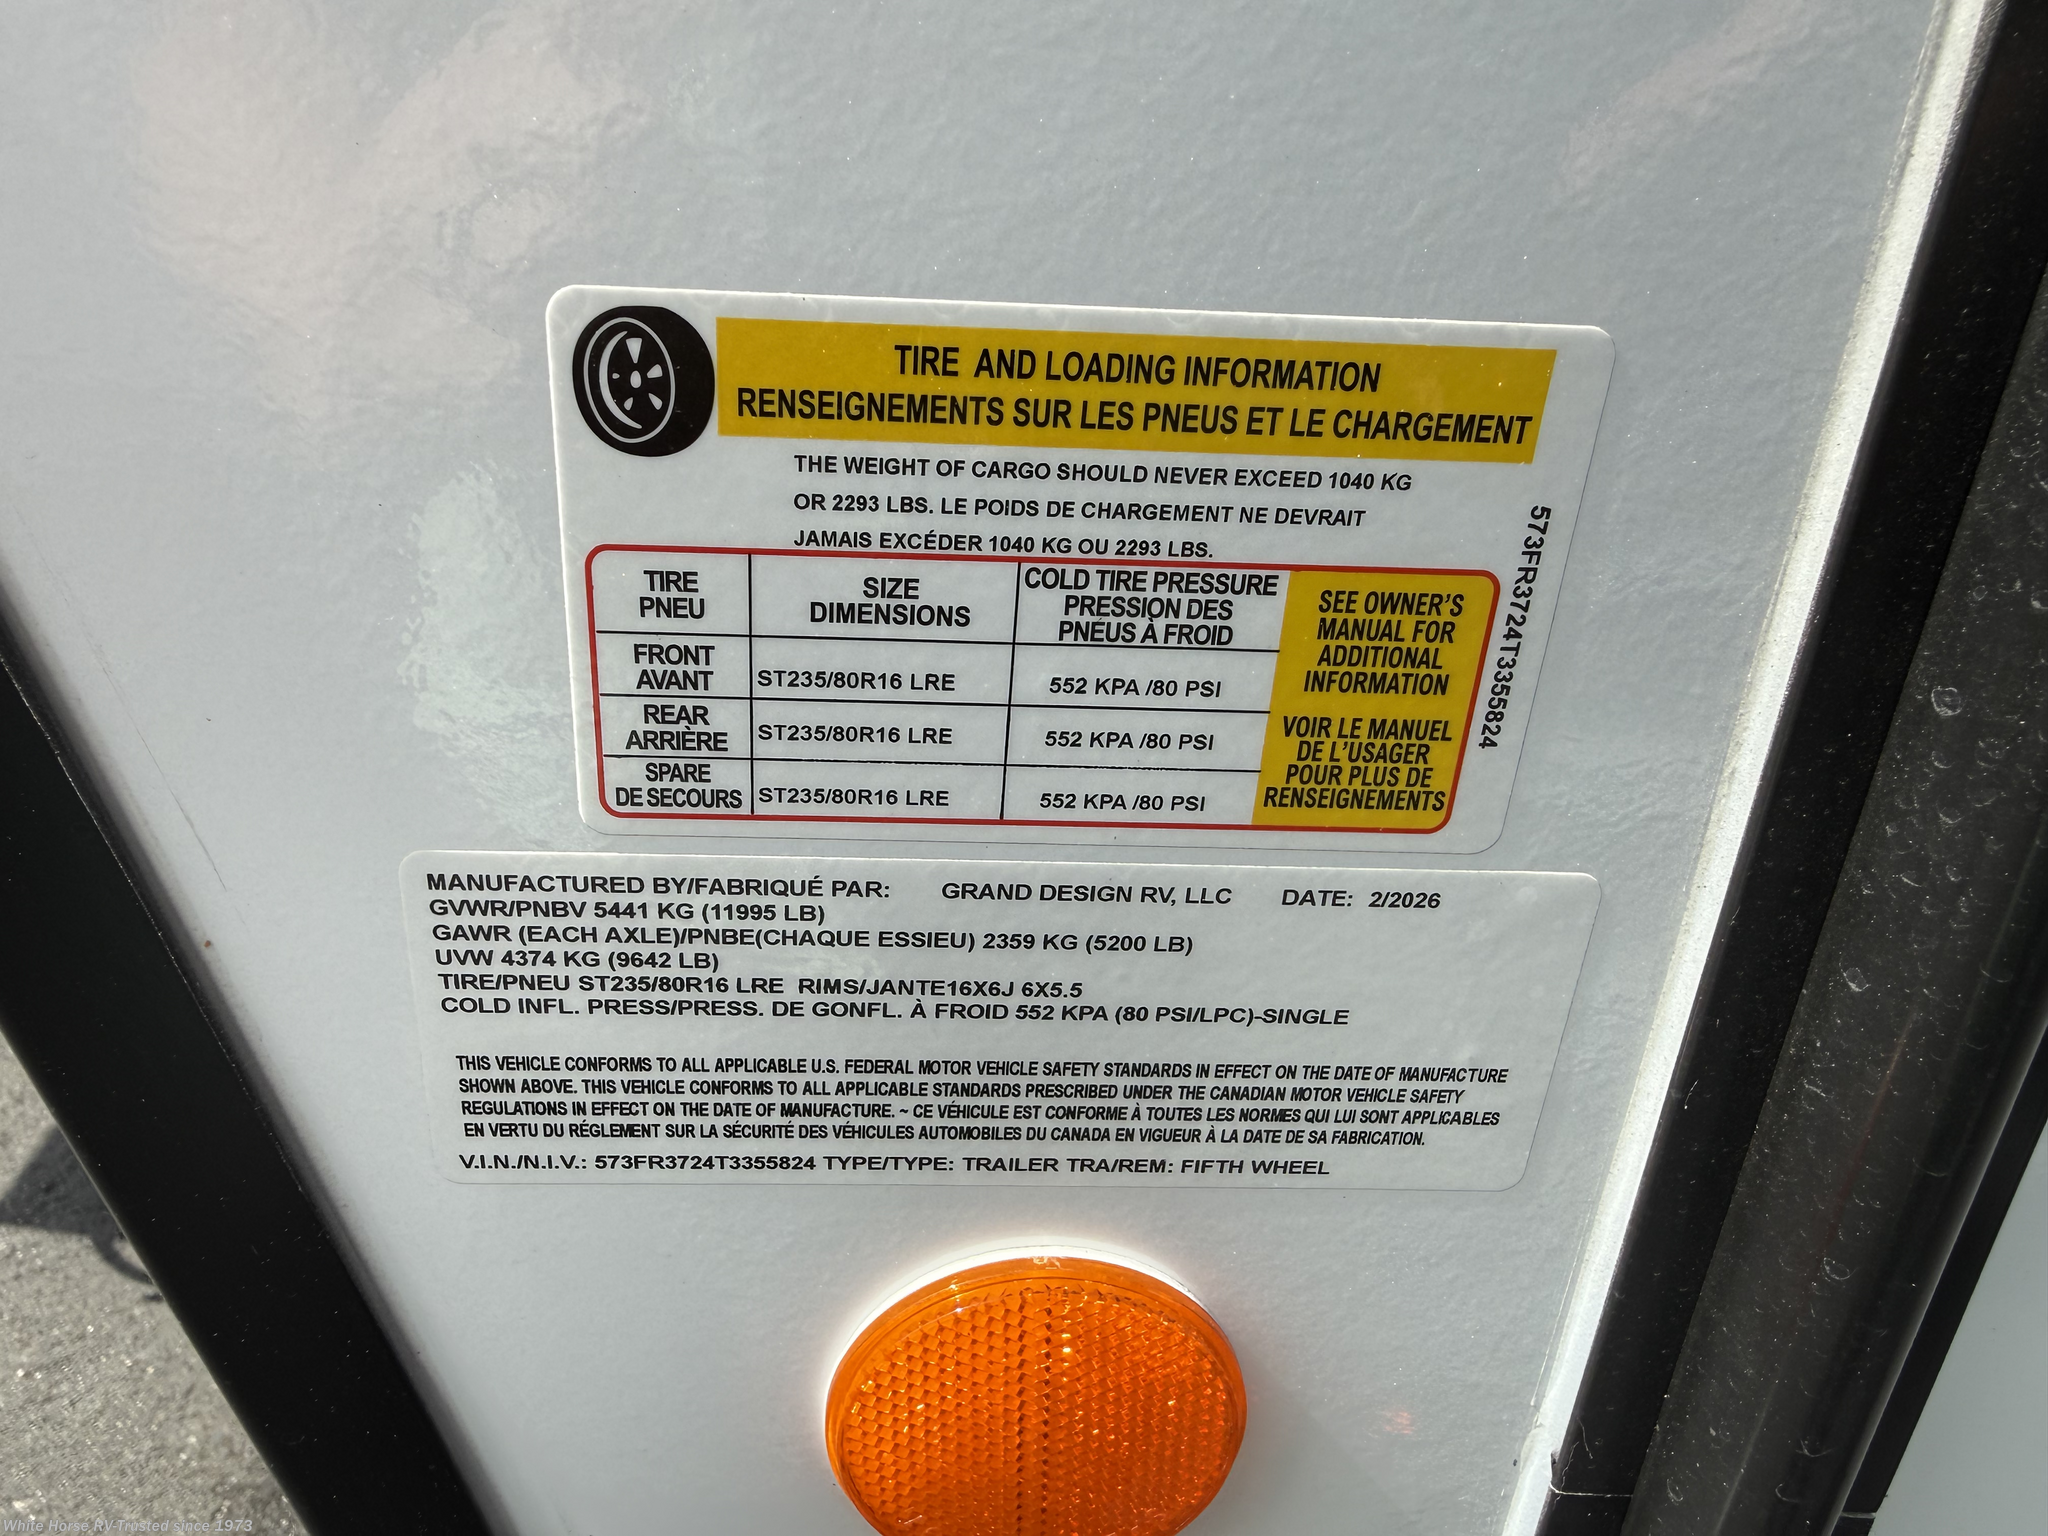 TIRE AND LOADING INFORMATION
RENSEIGNEMENTS SUR LES PNEUS ET LE CHARGEMENT
THE WEIGHT OF CARGO SHOULD NEVER EXCEED 1040 KG
OR 2293 LBS. LE POIDS DE CHARGEMENT NE DEVRAIT
JAMAIS EXCÉDER 1040 KG OU 2293 LBS.
TIRE
PNEU
SIZE
DIMENSIONS
COLD TIRE PRESSURE
PRESSION DES
PNEUS À FROID
FRONT
AVANT
ST235/80R16 LRE
552 KPA /80 PSI
REAR
ARRIÈRE
ST235/80R16 LRE
552 KPA /80 PSI
SPARE
DE SECOURS
ST235/80R16 LRE
552 KPA /80 PSI
SEE OWNER'S
MANUAL FOR
ADDITIONAL
INFORMATION
VOIR LE MANUEL
DE L'USAGER
POUR PLUS DE
RENSEIGNEMENTS
573FR3724T3355824
MANUFACTURED BY/FABRIQUÉ PAR: GRAND DESIGN RV, LLC DATE: 2/2026
GVWR/PNBV 5441 KG (11995 LB)
GAWR (EACH AXLE)/PNBE(CHAQUE ESSIEU) 2359 KG (5200 LB)
UVW 4374 KG (9642 LB)
TIRE/PNEU ST235/80R16 LRE RIMS/JANTE16X6J 6X5.5
COLD INFL. PRESS/PRESS. DE GONFL. À FROID 552 KPA (80 PSI/LPC)-SINGLE
THIS VEHICLE CONFORMS TO ALL APPLICABLE U.S. FEDERAL MOTOR VEHICLE SAFETY STANDARDS IN EFFECT ON THE DATE OF MANUFACTURE
SHOWN ABOVE. THIS VEHICLE CONFORMS TO ALL APPLICABLE STANDARDS PRESCRIBED UNDER THE CANADIAN MOTOR VEHICLE SAFETY
REGULATIONS IN EFFECT ON THE DATE OF MANUFACTURE. ~ CE VÉHICULE EST CONFORME À TOUTES LES NORMES QUI LUI SONT APPLICABLES
EN VERTU DU RÉGLEMENT SUR LA SÉCURITÉ DES VÉHICULES AUTOMOBILES DU CANADA EN VIGUEUR À LA DATE DE SA FABRICATION.
V.I.N./N.I.V.: 573FR3724T3355824 TYPE/TYPE: TRAILER TRA/REM: FIFTH WHEEL
White Horse RV-Trusted since 1973